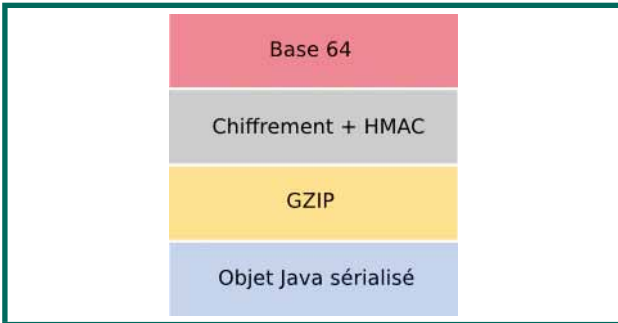 Base 64
Chiffrement + HMAC
GZIP
Objet Java sérialisé